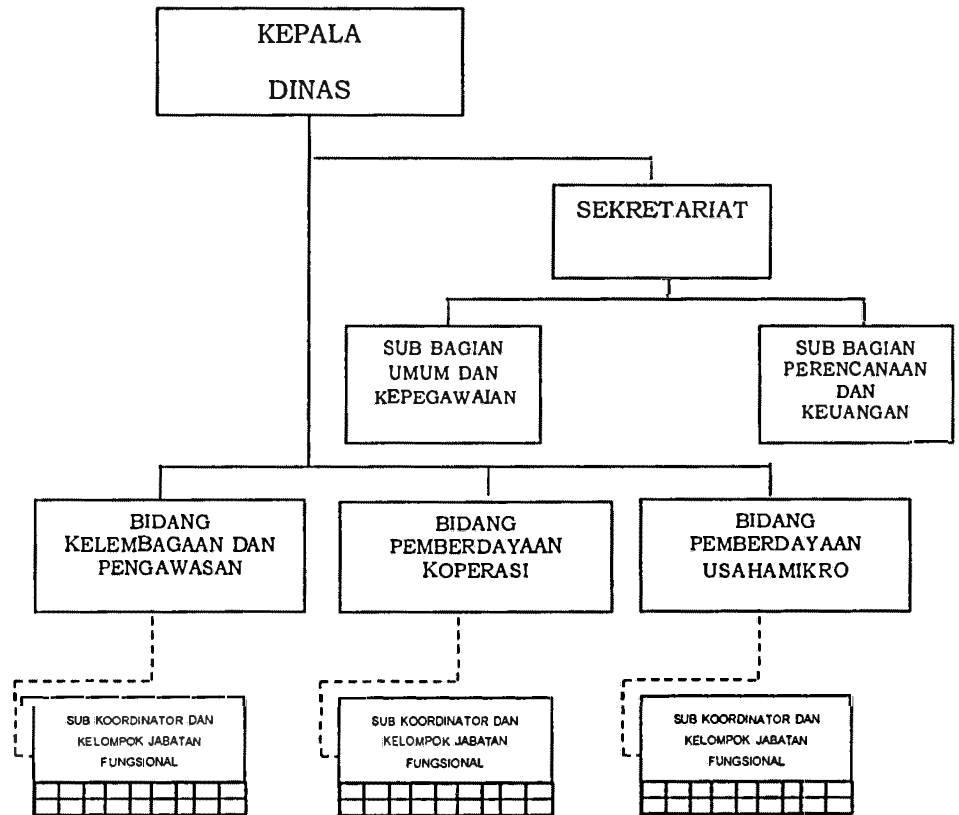 KEPALA
DINAS
SEKRETARIAT
SUB BAGIAN
UMUM DAN
KEPEGAWAIAN
SUB BAGIAN
PERENCANAAN
DAN
KEUANGAN
BIDANG
KELEMBAGAAN DAN
PENGAWASAN
BIDANG
PEMBERDAYAAN
KOPERASI
BIDANG
PEMBERDAYAAN
USAHAMIKRO
SUB KOORDINATOR DAN
KELOMPOK JABATAN
FUNGSIONAL
SUB KOORDINATOR DAN
KELOMPOK JABATAN
FUNGSIONAL
SUB KOORDINATOR DAN
KELOMPOK JABATAN
FUNGSIONAL